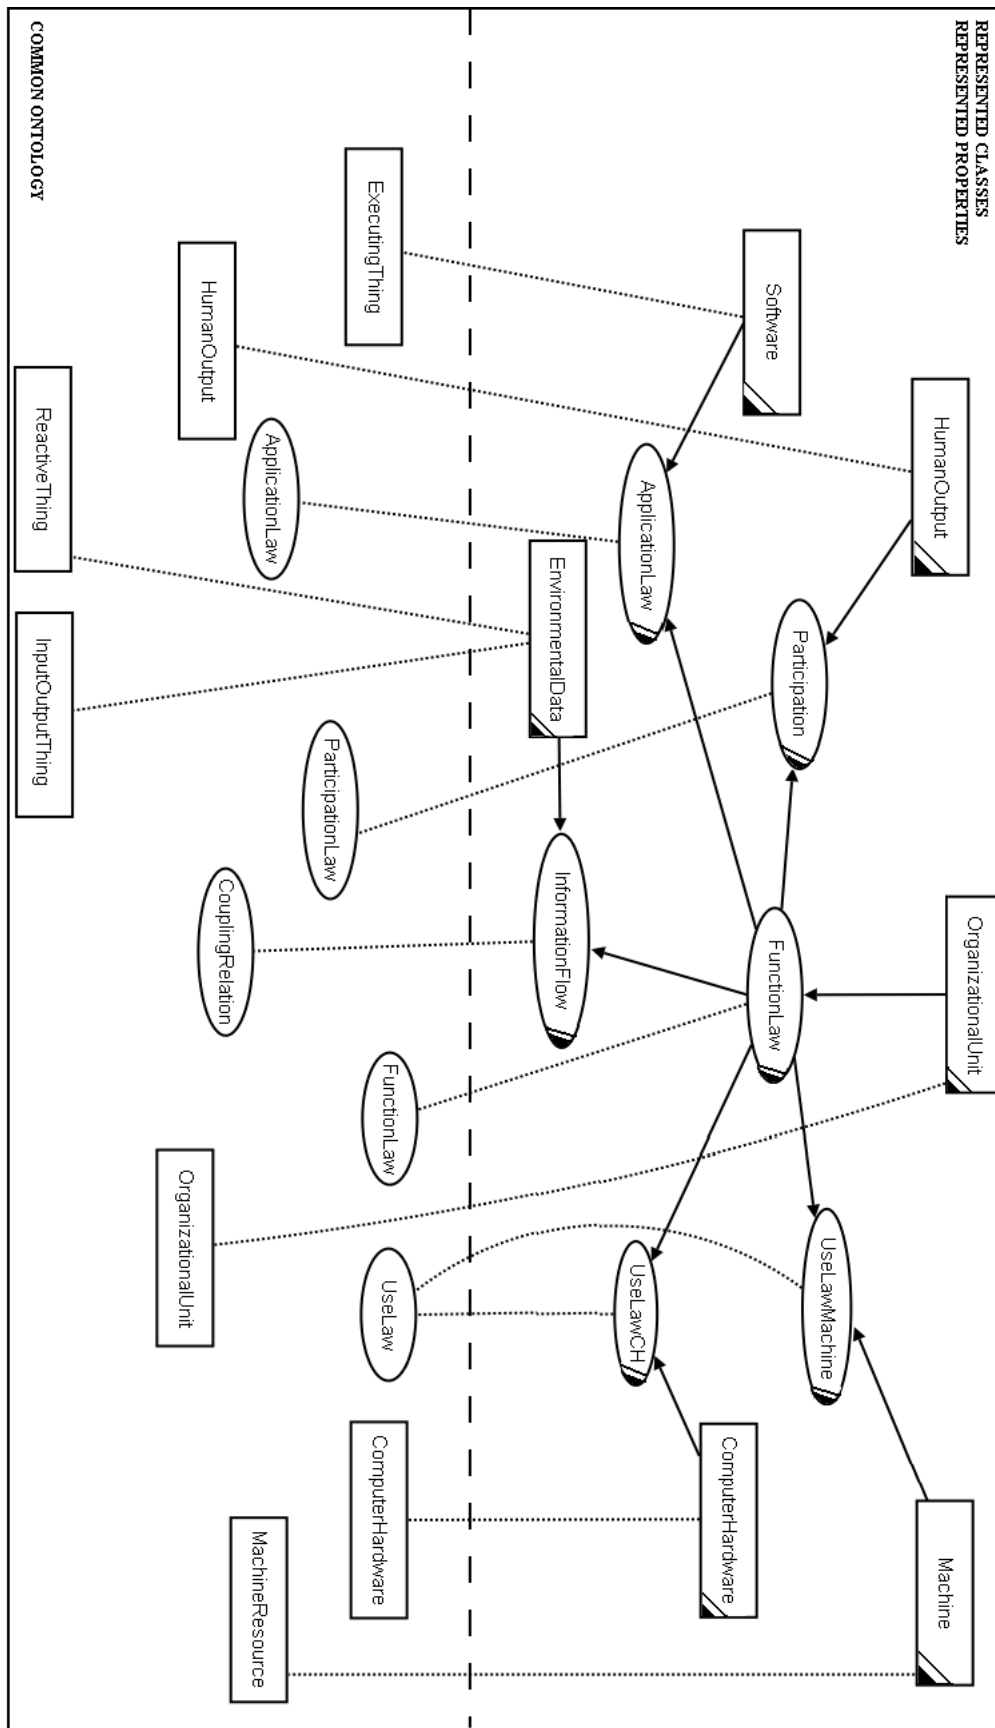 REPRESENTED CLASSES
REPRESENTED PROPERTIES
OrganizationalUnit
HumanOutput
Machine
Participation
FunctionLaw
UseLawMachine
Software
ApplicationLaw
UseLawCH
ComputerHardware
EnvironmentalData
InformationFlow
ExecutingThing
ParticipationLaw
FunctionLaw
UseLaw
ComputerHardware
HumanOutput
ApplicationLaw
CouplingRelation
OrganizationalUnit
MachineResource
ReactiveThing
InputOutputThing
COMMON ONTOLOGY